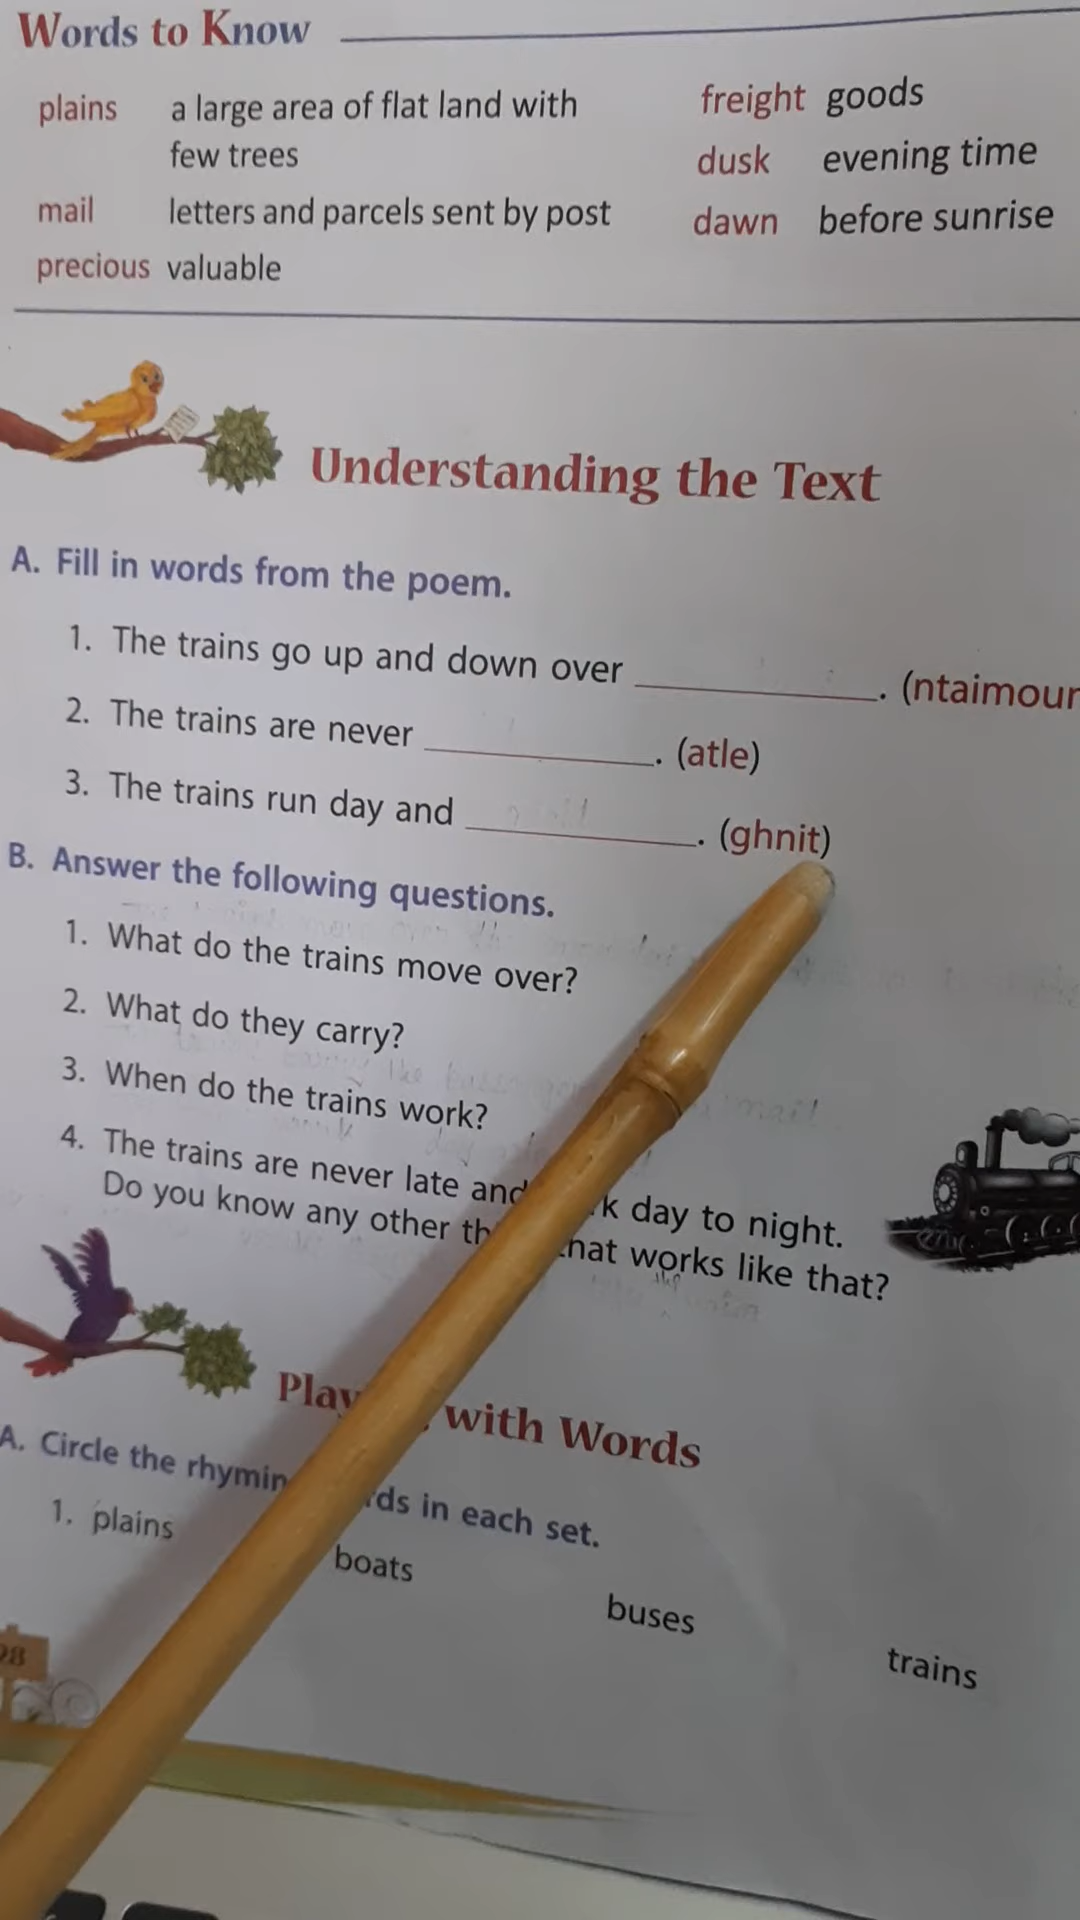 Words to Know
plains a large area of flat land with
few trees
mail letters and parcels sent by post
precious valuable
freight goods
dusk evening time
dawn before sunrise
Understanding the Text
A. Fill in words from the poem.
1. The trains go up and down over ____________. (ntaimour
2. The trains are never ____________. (atle)
3. The trains run day and ____________. (ghnit)
B. Answer the following questions.
1. What do the trains move over?
2. What do they carry?
3. When do the trains work?
4. The trains are never late and k day to night.
Do you know any other th hat works like that?
Play with Words
A. Circle the rhymin ds in each set.
1. plains boats buses trains
28